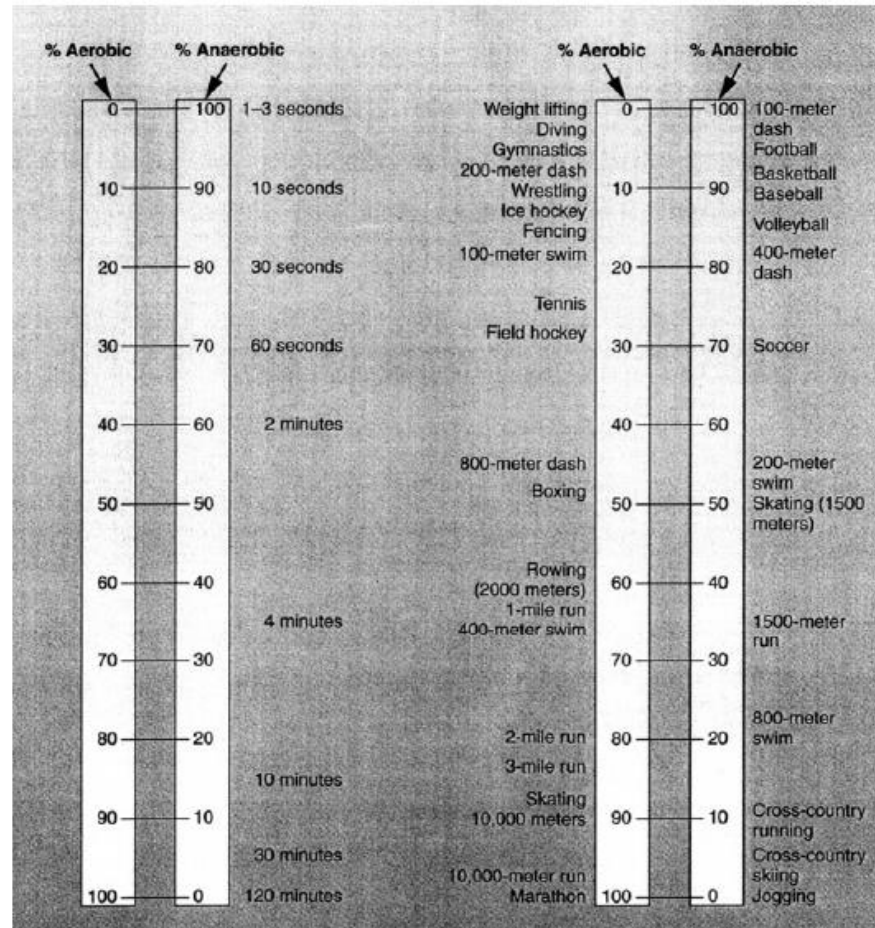 % Aerobic % Anaerobic
0 100 1–3 seconds
10 90 10 seconds
20 80 30 seconds
30 70 60 seconds
40 60 2 minutes
50 50
60 40
4 minutes
70 30
80 20
10 minutes
90 10
30 minutes
100 0 120 minutes
% Aerobic % Anaerobic
Weight lifting 0 100 100-meter
Diving dash
Gymnastics Football
200-meter dash Basketball
Wrestling 10 90 Baseball
Ice hockey
Fencing Volleyball
100-meter swim 400-meter
20 80 dash
Tennis
Field hockey
30 70 Soccer
40 60
800-meter dash 200-meter
swim
Boxing
50 50 Skating (1500
meters)
Rowing
60 40
(2000 meters)
1-mile run 1500-meter
400-meter swim run
70 30
800-meter
2-mile run 80 20 swim
3-mile run
Skating
10,000 meters 90 10 Cross-country
running
Cross-country
10,000-meter run skiing
Marathon 100 0 Jogging